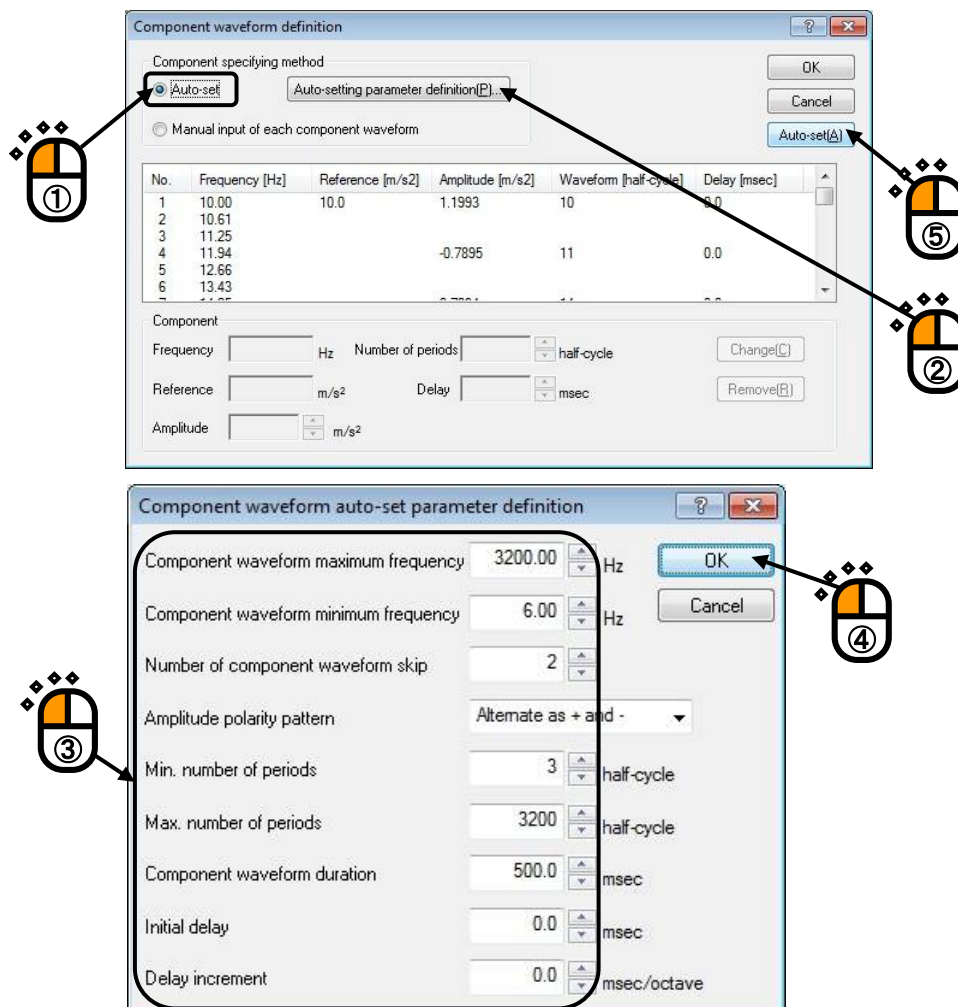 Component waveform definition
Component specifying method
Auto-set
Auto-setting parameter definition(P)...
Manual input of each component waveform
OK
Cancel
Auto-set(A)
No. Frequency [Hz] Reference [m/s2] Amplitude [m/s2] Waveform [half-cycle] Delay [msec]
1 10.00 10.0 1.1993 10 0.0
2 10.61
3 11.25
4 11.94 -0.7895 11 0.0
5 12.66
6 13.43
Component
Frequency Hz Number of periods half-cycle Change(C)
Reference m/s2 Delay msec Remove(R)
Amplitude m/s2
①
⑤
②
Component waveform auto-set parameter definition
Component waveform maximum frequency 3200.00 Hz OK
Component waveform minimum frequency 6.00 Hz Cancel
Number of component waveform skip 2
Amplitude polarity pattern Alternate as + and -
Min. number of periods 3 half-cycle
Max. number of periods 3200 half-cycle
Component waveform duration 500.0 msec
Initial delay 0.0 msec
Delay increment 0.0 msec/octave
④
③